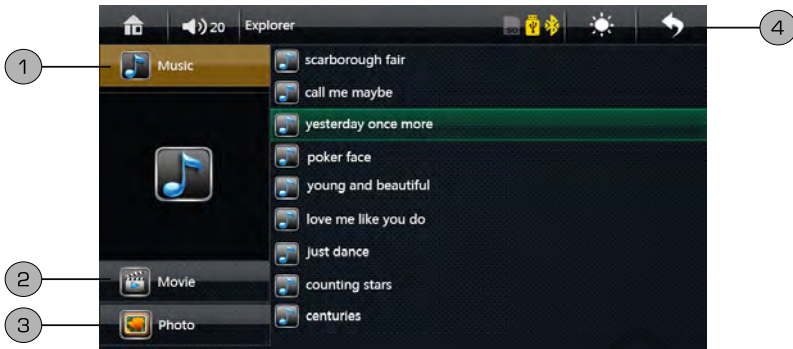 20 Explorer
SD
4
1
Music
scarborough fair
call me maybe
yesterday once more
poker face
young and beautiful
love me like you do
just dance
2
Movie
counting stars
3
Photo
centuries